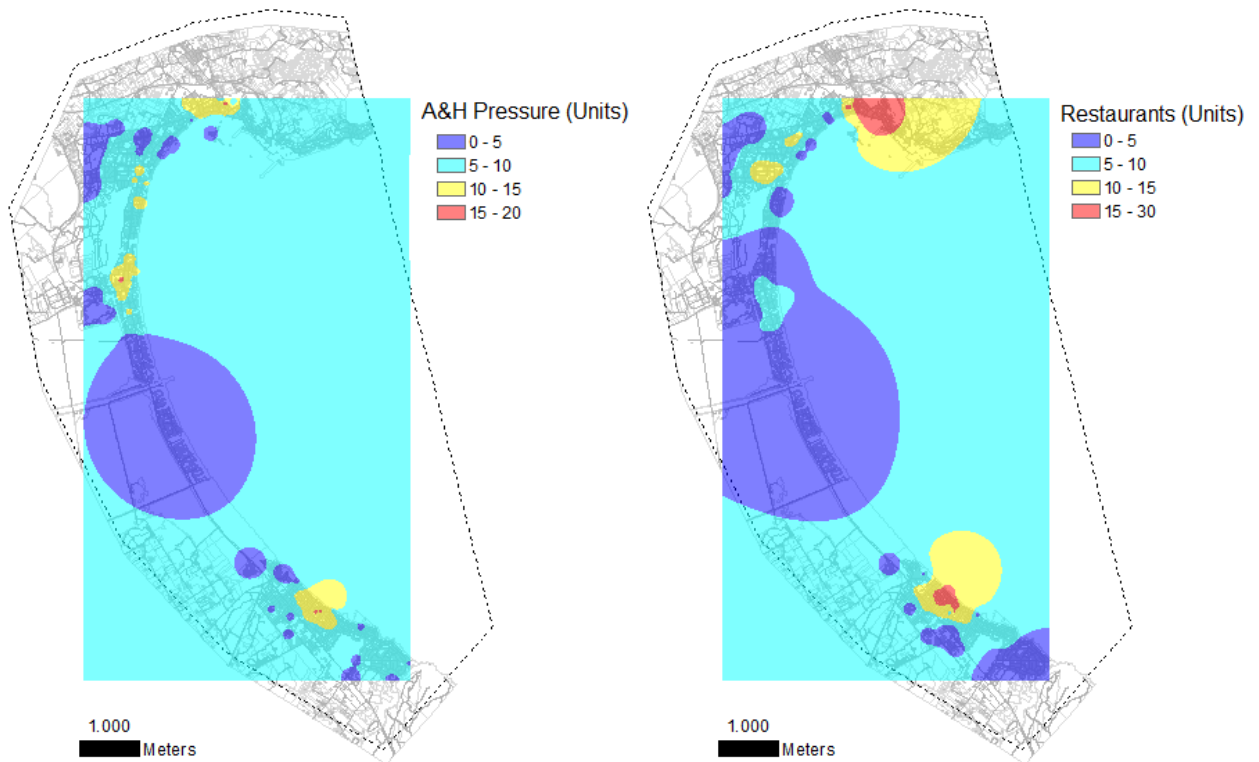 A&H Pressure (Units)
0 - 5
5 - 10
10 - 15
15 - 20
1.000
Meters
Restaurants (Units)
0 - 5
5 - 10
10 - 15
15 - 30
1.000
Meters